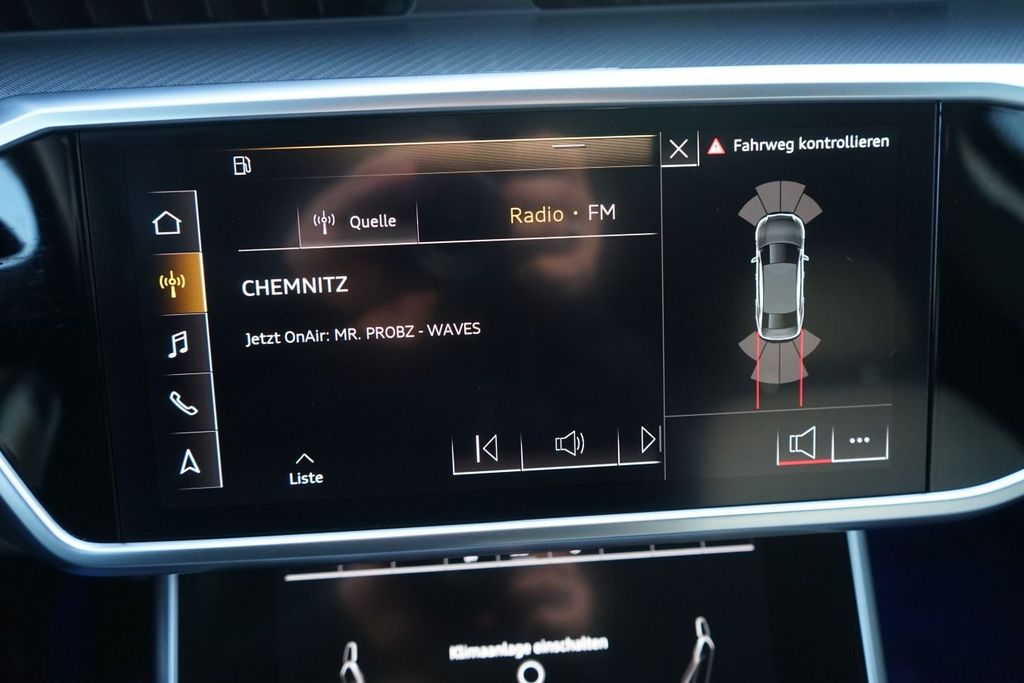 Fahrweg kontrollieren
Quelle
Radio · FM
CHEMNITZ
Jetzt OnAir: MR. PROBZ - WAVES
Liste
Klimaanlage einschalten